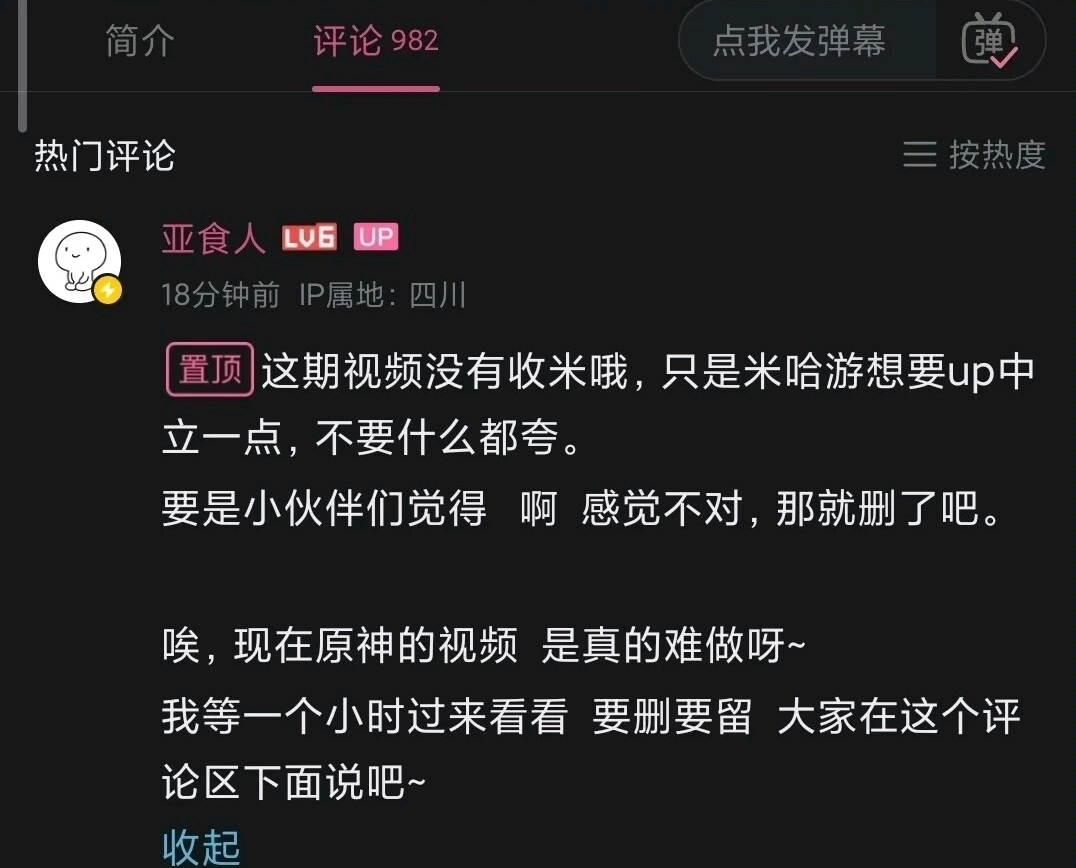 简介 评论 982 点我发弹幕 弹
热门评论 按热度
亚食人 LV6 UP
18分钟前 IP属地：四川
置顶 这期视频没有收米哦，只是米哈游想要up中
立一点，不要什么都夸。
要是小伙伴们觉得 啊 感觉不对，那就删了吧。
唉，现在原神的视频 是真的难做呀~
我等一个小时过来看看 要删要留 大家在这个评
论区下面说吧~
收起